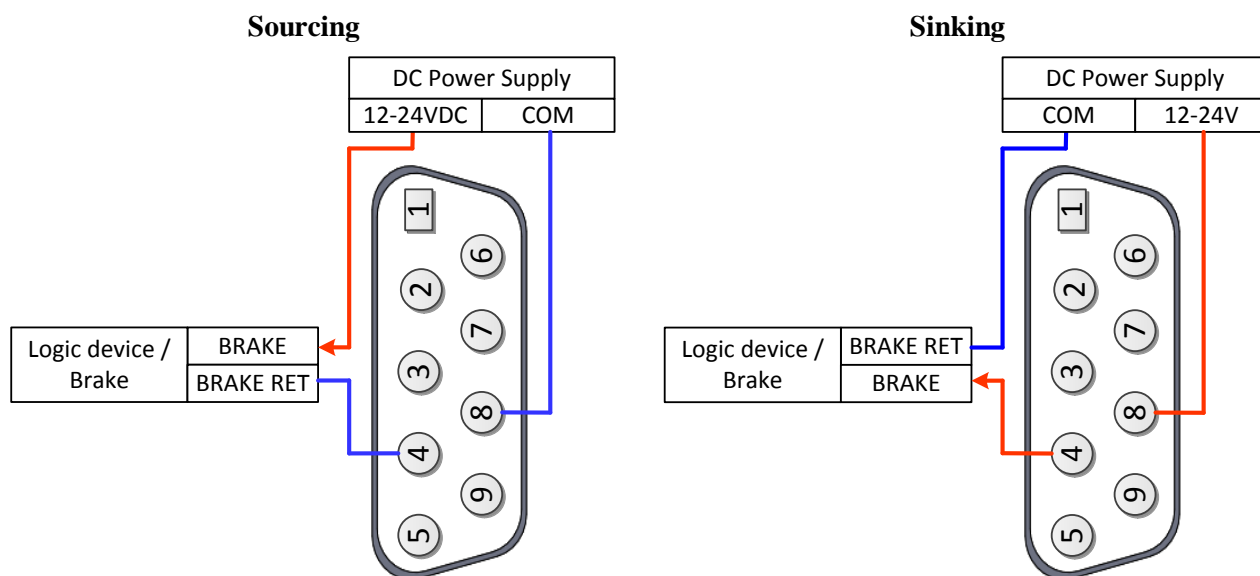 Sourcing
DC Power Supply
12-24VDC COM
1
6
2
7
Logic device /
Brake
BRAKE
BRAKE RET
3
8
4
9
5
Sinking
DC Power Supply
COM 12-24V
1
6
2
7
Logic device /
Brake
BRAKE RET
BRAKE
3
8
4
9
5